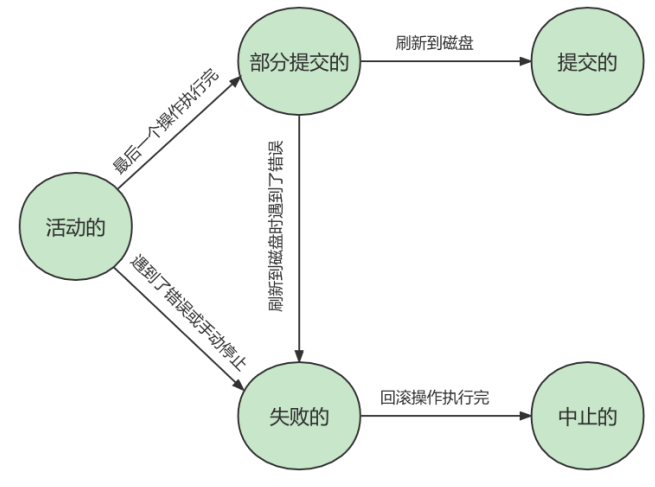 部分提交的
刷新到磁盘
提交的
最后一个操作执行完
刷新到磁盘时遇到了错误
活动的
遇到了错误或手动停止
失败的
回滚操作执行完
中止的